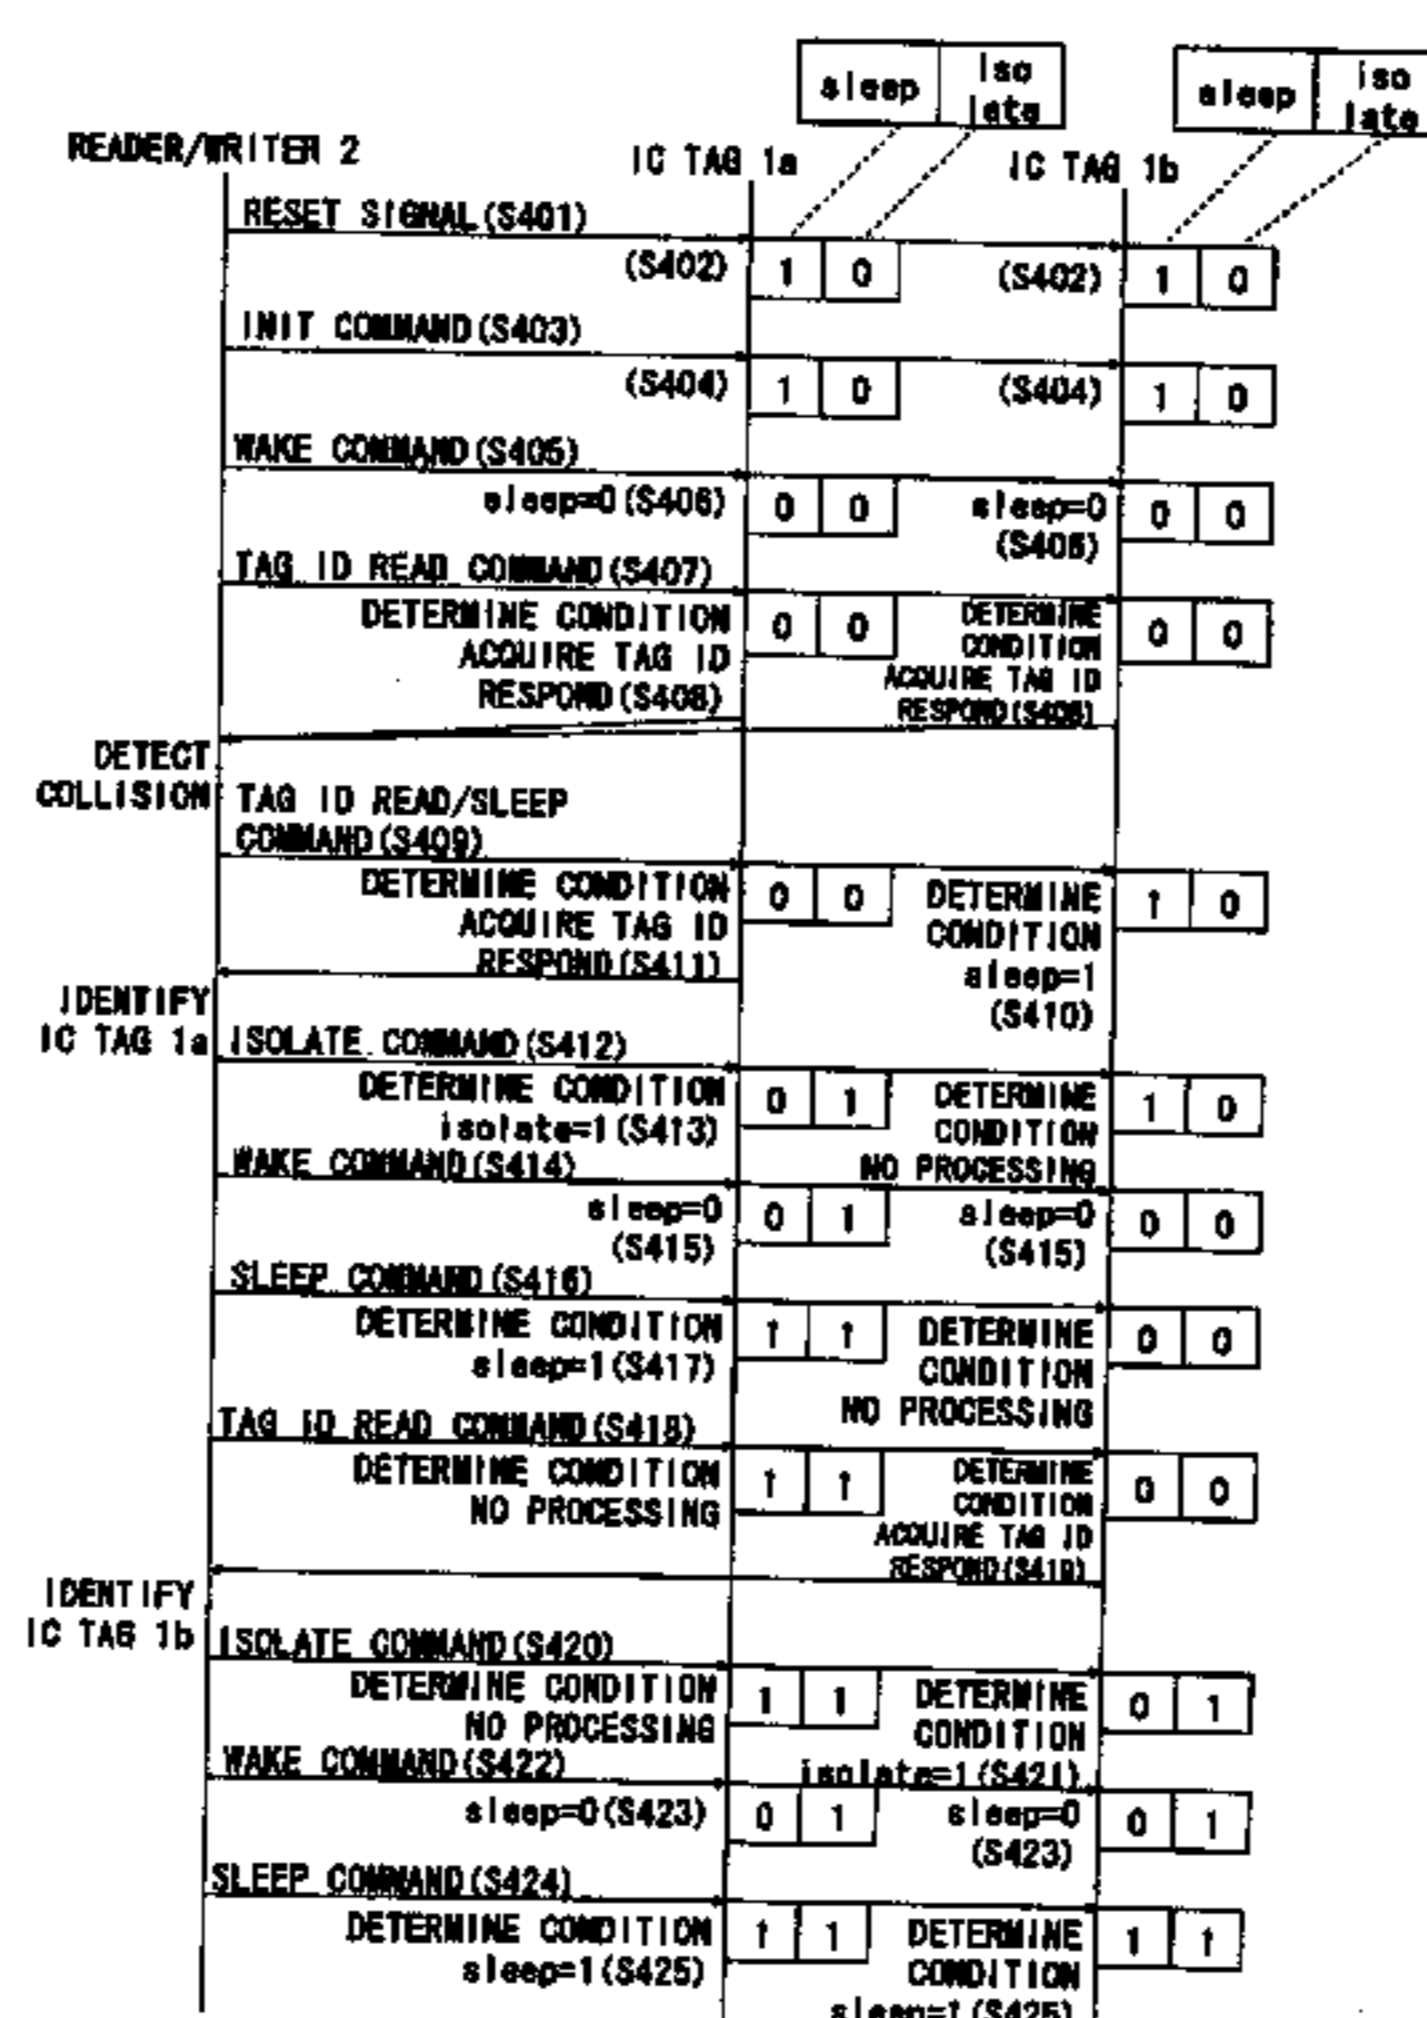 sleep iso late sleep iso late
READER/WRITER 2 IC TAG 1a IC TAG 1b
RESET SIGNAL(S401)
(S402) 1 0 (S402) 1 0
INIT COMMAND(S403)
(S404) 1 0 (S404) 1 0
WAKE COMMAND(S405)
sleep=0(S406) 0 0 sleep=0 0 0
(S406)
TAG ID READ COMMAND(S407)
DETERMINE CONDITION 0 0 DETERMINE 0 0
ACQUIRE TAG ID CONDITION
RESPOND(S408) ACQUIRE TAG ID
RESPOND(S408)
DETECT
COLLISION
TAG ID READ/SLEEP
COMMAND(S409)
DETERMINE CONDITION 0 0 DETERMINE 1 0
ACQUIRE TAG ID CONDITION
RESPOND(S411) sleep=1
(S410)
IDENTIFY
IC TAG 1a
ISOLATE COMMAND(S412)
DETERMINE CONDITION 0 1 DETERMINE 1 0
isolate=1(S413) CONDITION
NO PROCESSING
WAKE COMMAND(S414)
sleep=0 0 1 sleep=0 0 0
(S415) (S415)
SLEEP COMMAND(S416)
DETERMINE CONDITION 1 1 DETERMINE 0 0
sleep=1(S417) CONDITION
NO PROCESSING
TAG ID READ COMMAND(S418)
DETERMINE CONDITION 1 1 DETERMINE 0 0
NO PROCESSING CONDITION
ACQUIRE TAG ID
RESPOND(S419)
IDENTIFY
IC TAG 1b
ISOLATE COMMAND(S420)
DETERMINE CONDITION 1 1 DETERMINE 0 1
NO PROCESSING CONDITION
isolate=1(S421)
WAKE COMMAND(S422)
sleep=0(S423) 0 1 sleep=0 0 1
(S423)
SLEEP COMMAND(S424)
DETERMINE CONDITION 1 1 DETERMINE 1 1
sleep=1(S425) CONDITION
sleep=1(S425)